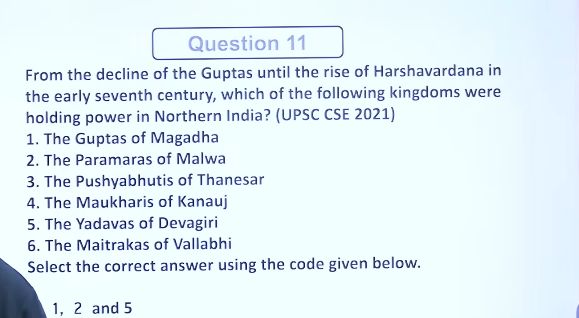 Question 11
From the decline of the Guptas until the rise of Harshavardana in
the early seventh century, which of the following kingdoms were
holding power in Northern India? (UPSC CSE 2021)
1. The Guptas of Magadha
2. The Paramaras of Malwa
3. The Pushyabhutis of Thanesar
4. The Maukharis of Kanauj
5. The Yadavas of Devagiri
6. The Maitrakas of Vallabhi
Select the correct answer using the code given below.
1, 2 and 5